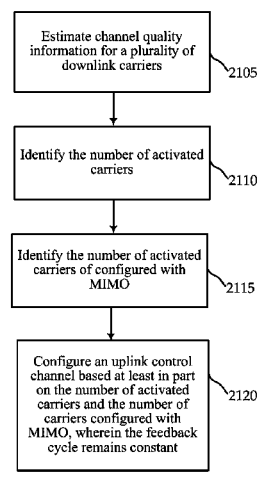 Estimate channel quality
information for a plurality of
downlink carriers
2105
Identify the number of activated
carriers
2110
Identify the number of activated
carriers of configured with
MIMO
2115
Configure an uplink control
channel based at least in part
on the number of activated
carriers and the number of
carriers configured with
MIMO, wherein the feedback
cycle remains constant
2120